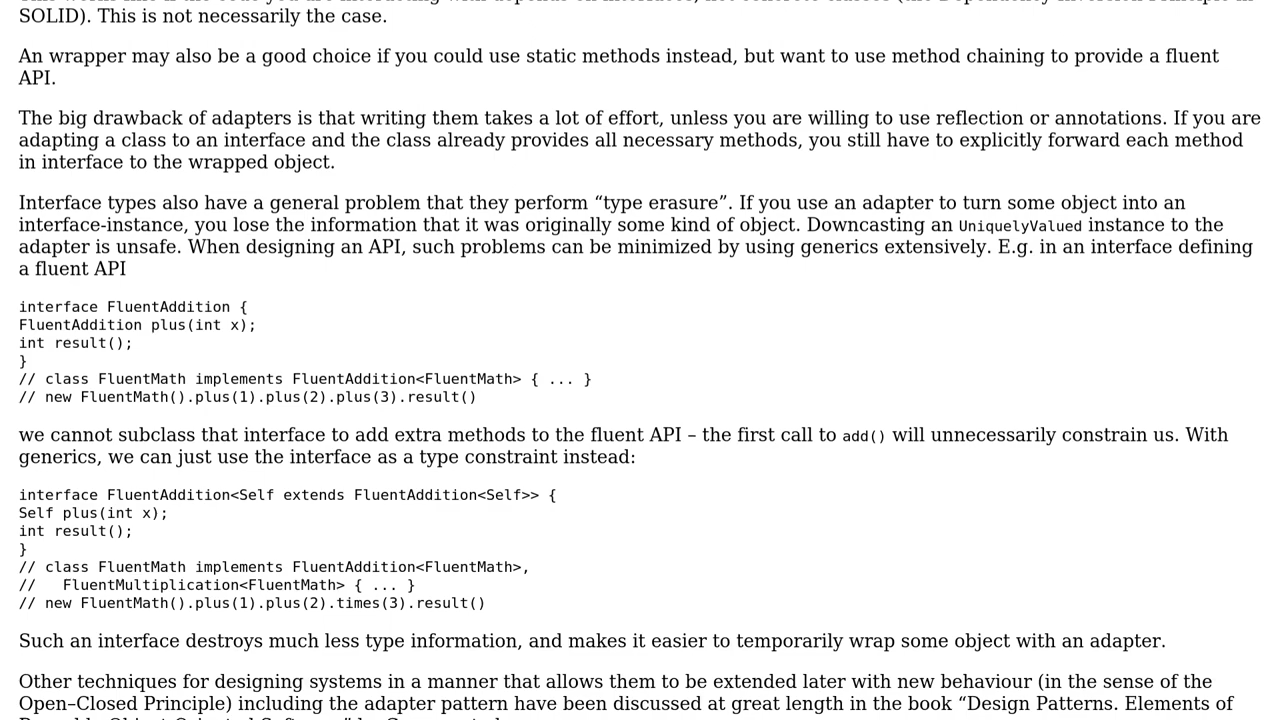 SOLID). This is not necessarily the case.
An wrapper may also be a good choice if you could use static methods instead, but want to use method chaining to provide a fluent
API.
The big drawback of adapters is that writing them takes a lot of effort, unless you are willing to use reflection or annotations. If you are
adapting a class to an interface and the class already provides all necessary methods, you still have to explicitly forward each method
in interface to the wrapped object.
Interface types also have a general problem that they perform “type erasure”. If you use an adapter to turn some object into an
interface-instance, you lose the information that it was originally some kind of object. Downcasting an UniquelyValued instance to the
adapter is unsafe. When designing an API, such problems can be minimized by using generics extensively. E.g. in an interface defining
a fluent API
interface FluentAddition {
FluentAddition plus(int x);
int result();
}
// class FluentMath implements FluentAddition<FluentMath> { ... }
// new FluentMath().plus(1).plus(2).plus(3).result()
we cannot subclass that interface to add extra methods to the fluent API – the first call to add() will unnecessarily constrain us. With
generics, we can just use the interface as a type constraint instead:
interface FluentAddition<Self extends FluentAddition<Self>> {
Self plus(int x);
int result();
}
// class FluentMath implements FluentAddition<FluentMath>,
//   FluentMultiplication<FluentMath> { ... }
// new FluentMath().plus(1).plus(2).times(3).result()
Such an interface destroys much less type information, and makes it easier to temporarily wrap some object with an adapter.
Other techniques for designing systems in a manner that allows them to be extended later with new behaviour (in the sense of the
Open–Closed Principle) including the adapter pattern have been discussed at great length in the book “Design Patterns. Elements of